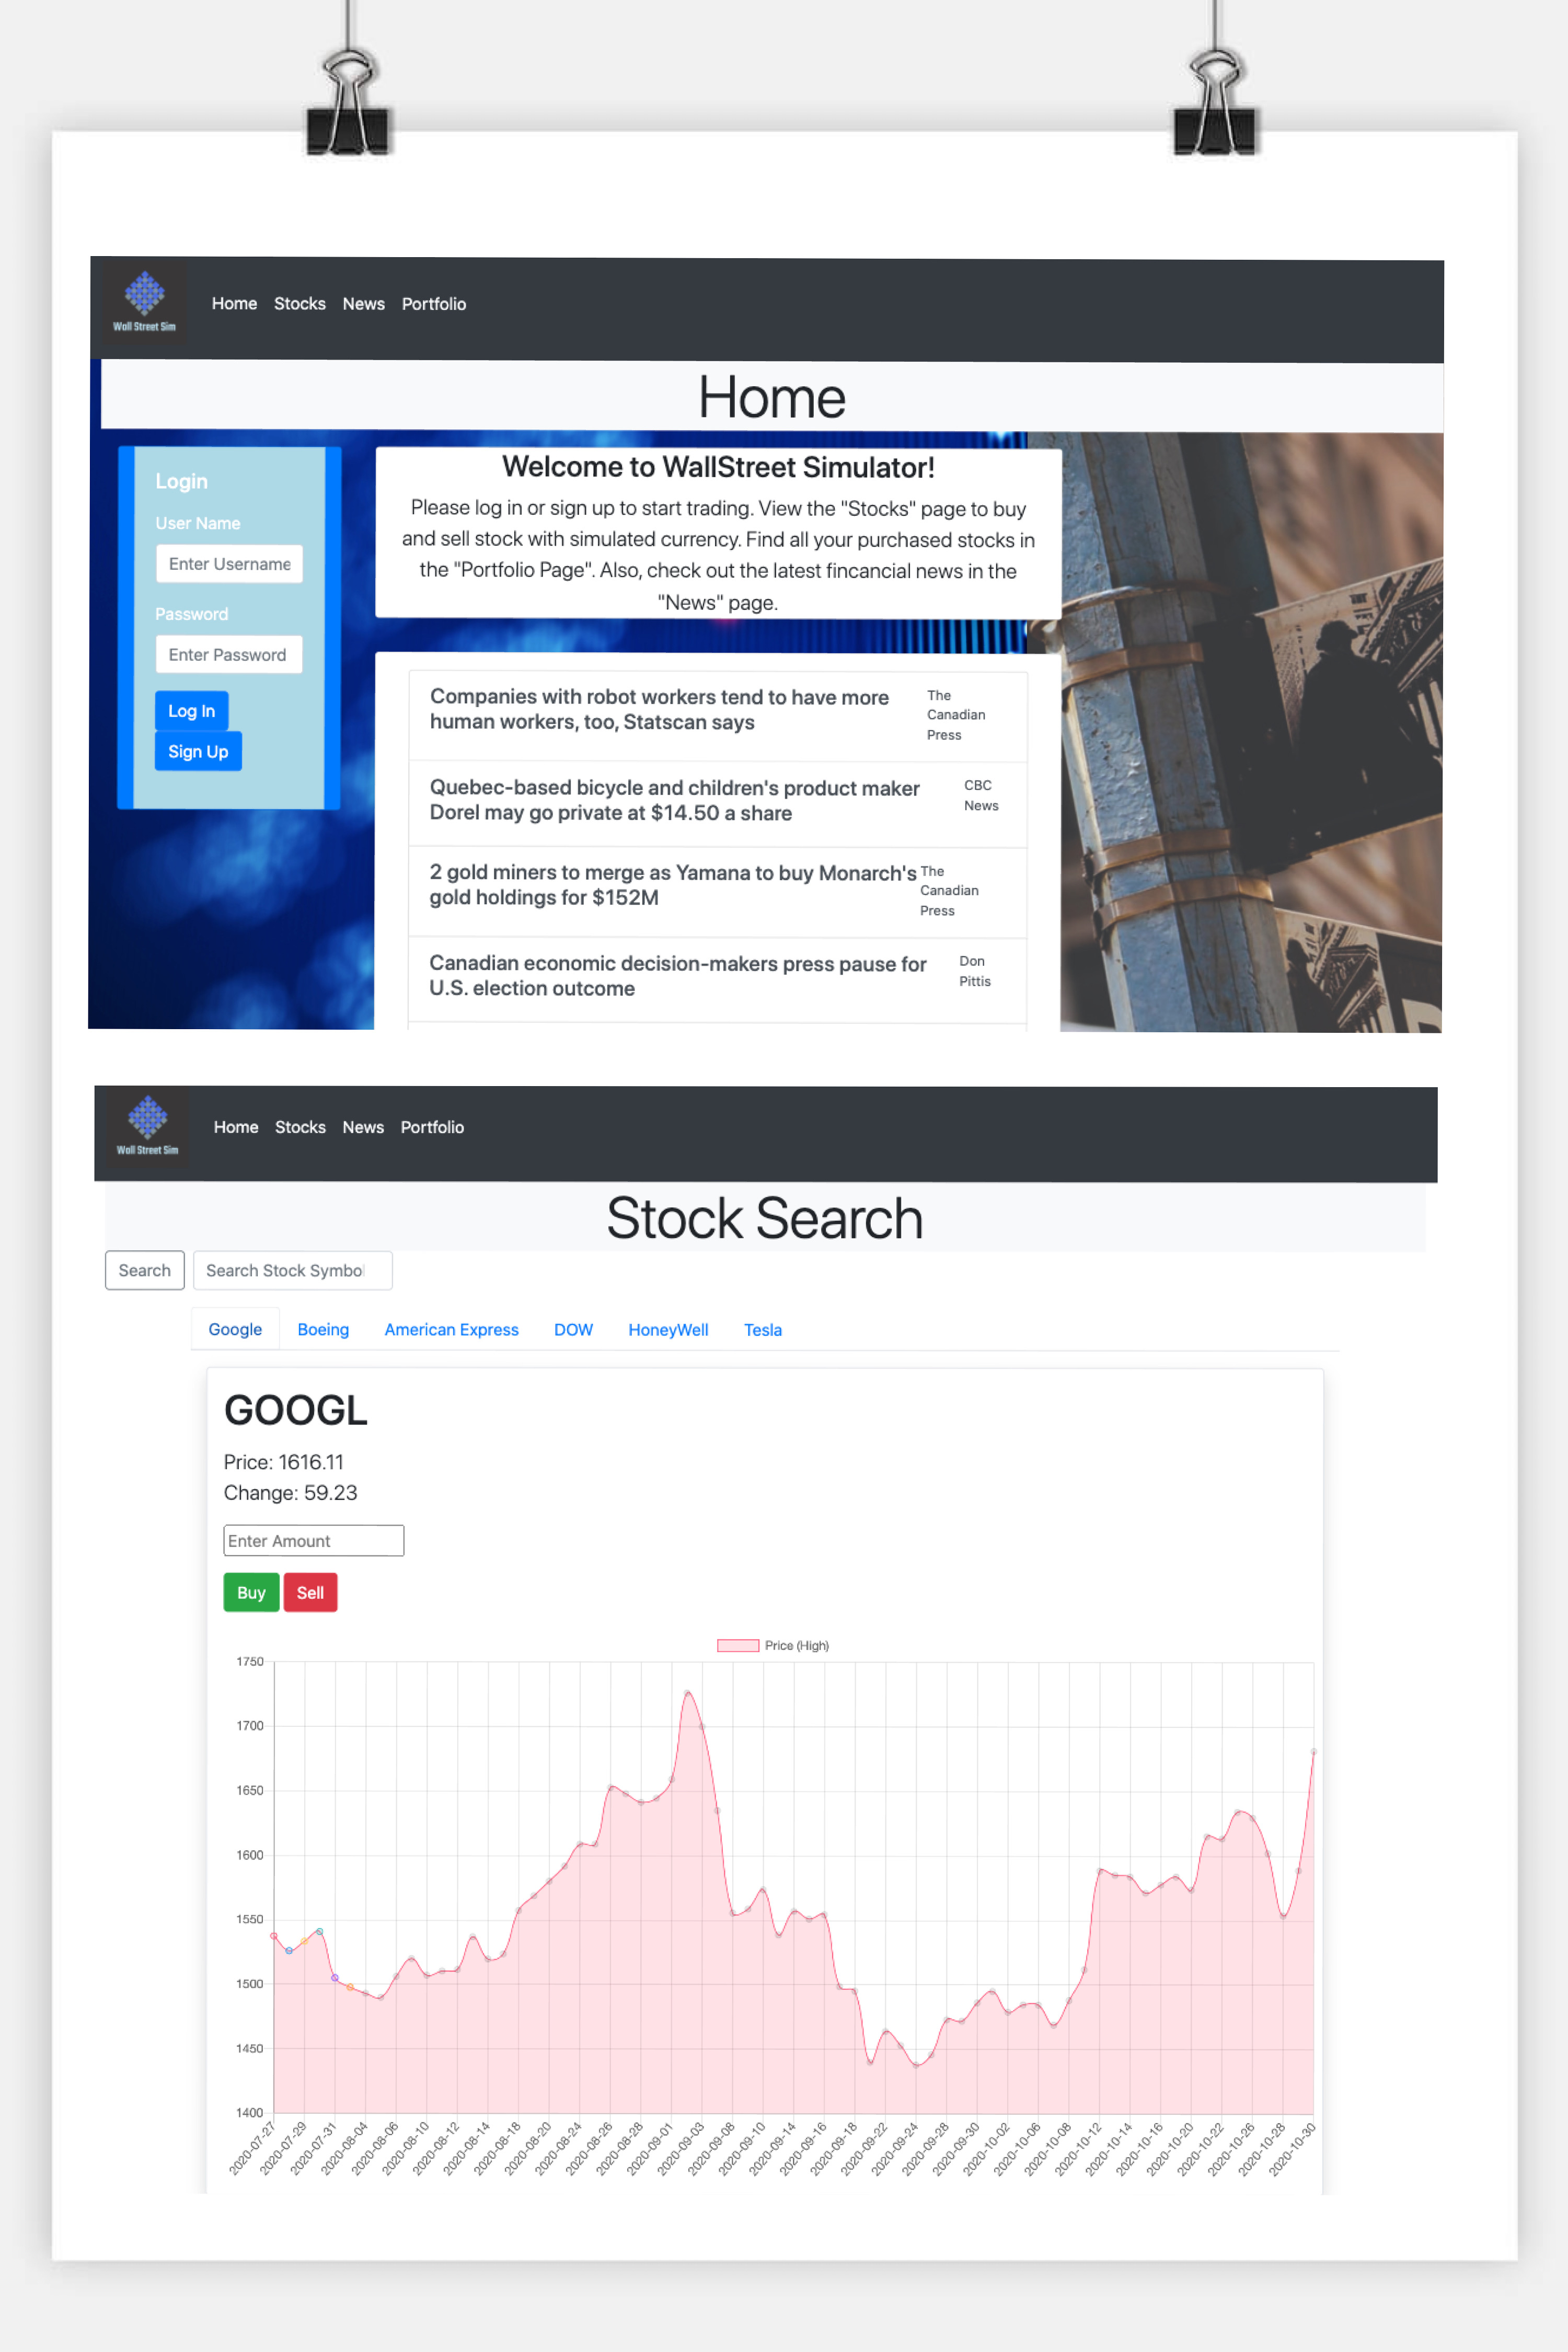 Wall Street Sim
Home Stocks News Portfolio
Home
Login
User Name
Enter Username
Password
Enter Password
Log In
Sign Up
Welcome to WallStreet Simulator!
Please log in or sign up to start trading. View the "Stocks" page to buy
and sell stock with simulated currency. Find all your purchased stocks in
the "Portfolio Page". Also, check out the latest fincancial news in the
"News" page.
Companies with robot workers tend to have more
human workers, too, Statscan says
The
Canadian
Press
Quebec-based bicycle and children's product maker
Dorel may go private at $14.50 a share
CBC
News
2 gold miners to merge as Yamana to buy Monarch's
gold holdings for $152M
The
Canadian
Press
Canadian economic decision-makers press pause for
U.S. election outcome
Don
Pittis
Wall Street Sim
Home Stocks News Portfolio
Stock Search
Search
Search Stock Symbol
Google Boeing American Express DOW HoneyWell Tesla
GOOGL
Price: 1616.11
Change: 59.23
Enter Amount
Buy Sell
Price (High)
1750
1700
1650
1600
1550
1500
1450
1400
2020-07-27
2020-07-29
2020-07-31
2020-08-04
2020-08-06
2020-08-10
2020-08-12
2020-08-14
2020-08-18
2020-08-20
2020-08-24
2020-08-26
2020-08-28
2020-09-01
2020-09-03
2020-09-08
2020-09-10
2020-09-14
2020-09-16
2020-09-18
2020-09-22
2020-09-24
2020-09-28
2020-09-30
2020-10-02
2020-10-06
2020-10-08
2020-10-12
2020-10-14
2020-10-16
2020-10-20
2020-10-22
2020-10-26
2020-10-28
2020-10-30